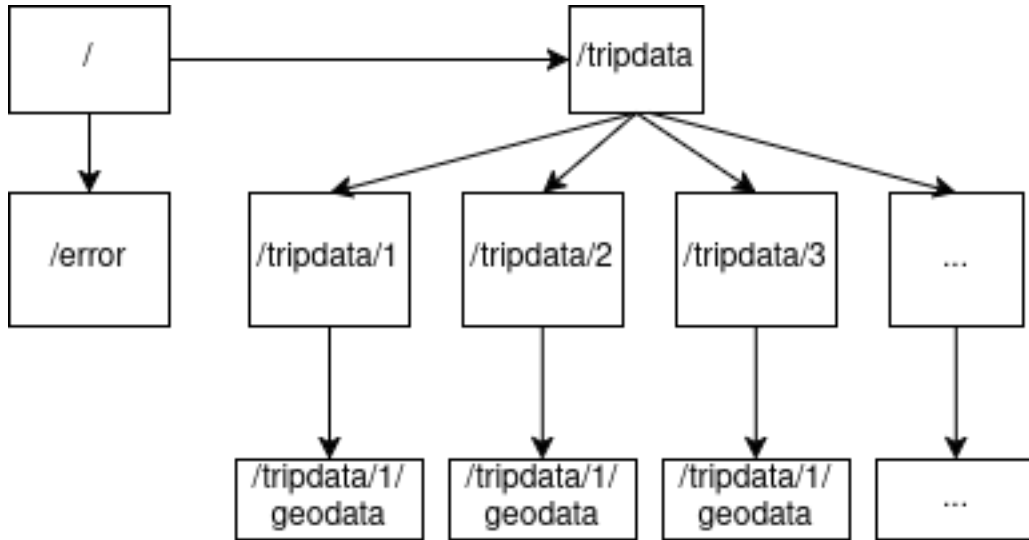 /
/tripdata
/error
/tripdata/1
/tripdata/2
/tripdata/3
...
/tripdata/1/
geodata
/tripdata/1/
geodata
/tripdata/1/
geodata
...